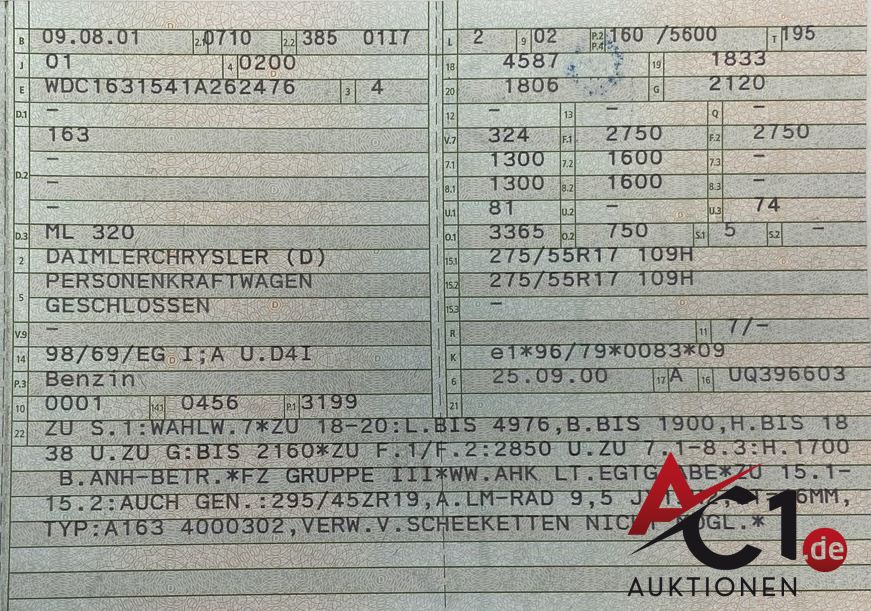 B 09.08.01 2.1 0710 2.2 385 01I7 L 2 9 02 P.2 P.4 160 /5600 T 195
J 01 4 0200 18 4587 19 1833
E WDC1631541A262476 3 4 20 1806 G 2120
D.1 – 12 – 13 – Q –
163 V.7 324 F.1 2750 F.2 2750
– 7.1 1300 7.2 1600 7.3 –
D.2 – 8.1 1300 8.2 1600 8.3 –
– U.1 81 U.2 – U.3 74
D.3 ML 320 O.1 3365 O.2 750 S.1 5 S.2 –
2 DAIMLERCHRYSLER (D) 15.1 275/55R17 109H
5 PERSONENKRAFTWAGEN 15.2 275/55R17 109H
GESCHLOSSEN 15.3 –
V.9 – R 11 7/–
14 98/69/EG I;A U.D4I K e1*96/79*0083*09
P.3 Benzin 6 25.09.00 17 A 16 UQ396603
10 0001 14.1 0456 P.1 3199 21
22 ZU S.1:WAHLW.7*ZU 18-20:L.BIS 4976,B.BIS 1900,H.BIS 18
38 U.ZU G:BIS 2160*ZU F.1/F.2:2850 U.ZU 7.1-8.3:H.1700
B.ANH-BETR.*FZ GRUPPE III*WW.AHK LT.EGTG ABE*ZU 15.1-
15.2:AUCH GEN.:295/45ZR19,A.LM-RAD 9,5
TYP:A163 4000302,VERW.V.SCHEEKETTEN NICHT MÖGL.*
AC1.de
AUKTIONEN